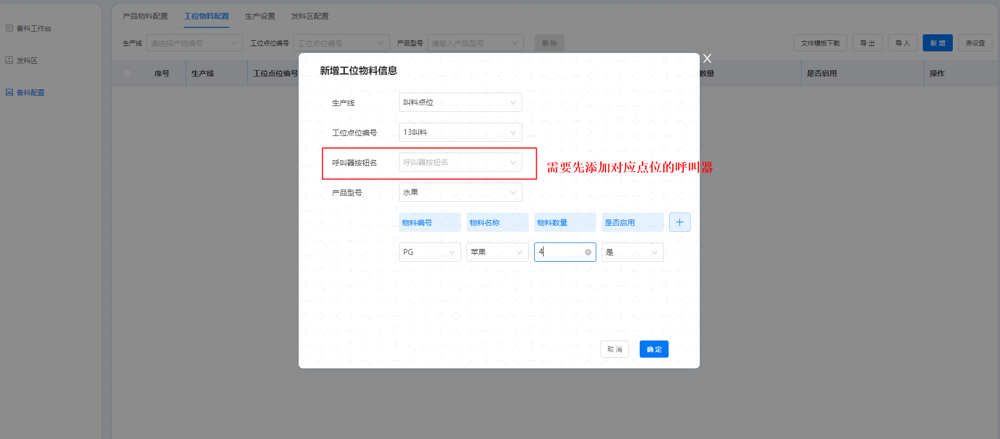 备料工作台
发料区
备料配置
产品物料配置 工位物料配置 生产设置 发料区配置
生产线 请选择产线编号 工位点位编号 工位点位编号 产品型号 请输入产品型号 删 除 文件模板下载 导 出 导 入 新 增 表设置
序号 生产线 工位点位编号 数量 是否启用 操作
新增工位物料信息
X
生产线 叫料点位
工位点位编号 13叫料
呼叫器按钮名 呼叫器按钮名
需要先添加对应点位的呼叫器
产品型号 水果
物料编号 物料名称 物料数量 是否启用 +
PG 苹果 4 是
取 消 确 定